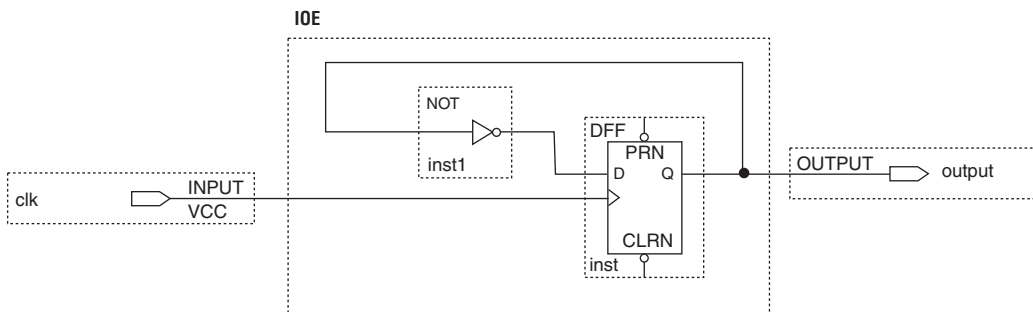 IOE
NOT
inst1
DFF
PRN
D
Q
CLRN
inst
clk
INPUT
VCC
OUTPUT
output